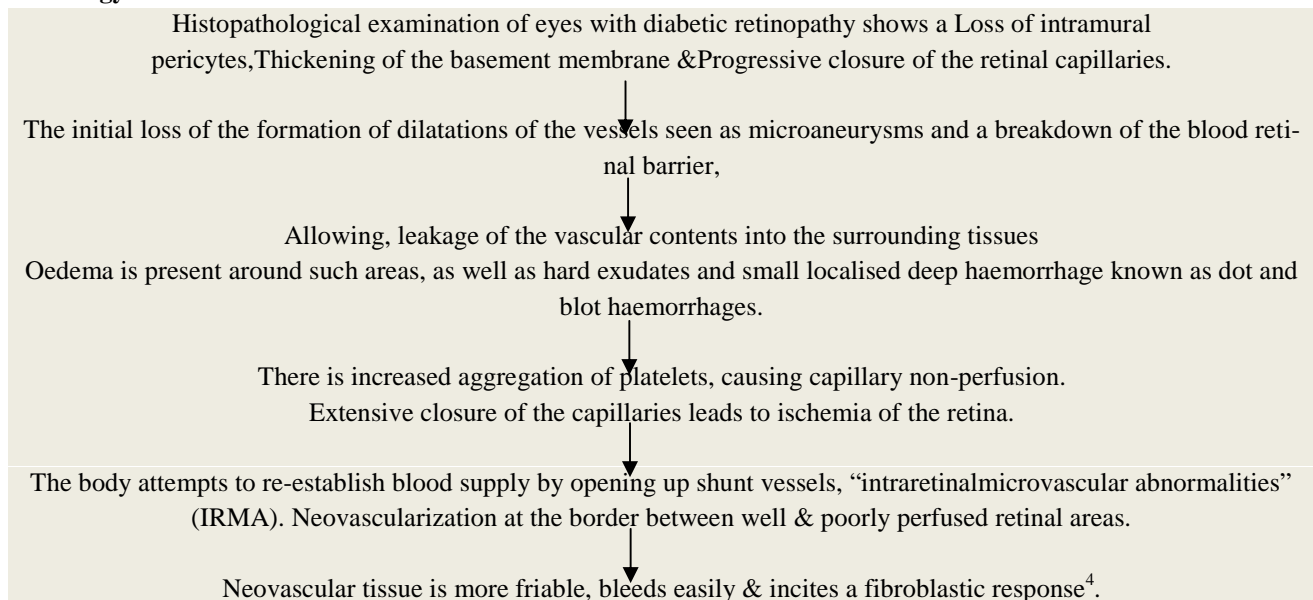 Histopathological examination of eyes with diabetic retinopathy shows a Loss of intramural
pericytes,Thickening of the basement membrane &Progressive closure of the retinal capillaries.
The initial loss of the formation of dilatations of the vessels seen as microaneurysms and a breakdown of the blood reti-
nal barrier,
Allowing, leakage of the vascular contents into the surrounding tissues
Oedema is present around such areas, as well as hard exudates and small localised deep haemorrhage known as dot and
blot haemorrhages.
There is increased aggregation of platelets, causing capillary non-perfusion.
Extensive closure of the capillaries leads to ischemia of the retina.
The body attempts to re-establish blood supply by opening up shunt vessels, “intraretinalmicrovascular abnormalities”
(IRMA). Neovascularization at the border between well & poorly perfused retinal areas.
Neovascular tissue is more friable, bleeds easily & incites a fibroblastic response⁴.